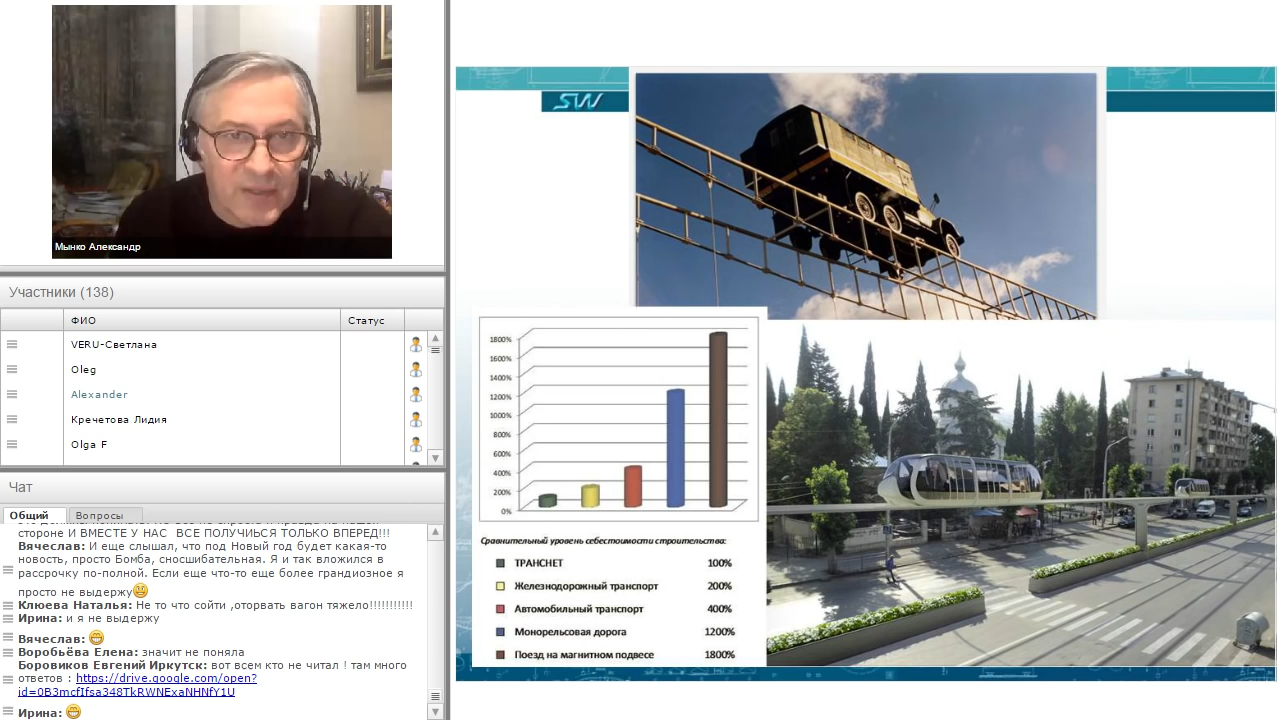 Мынко Александр
Участники (138)
ФИО
Статус
VERU-Светлана
Oleg
Alexander
Кречетова Лидия
Olga F
Чат
Общий
Вопросы
стороне И ВМЕСТЕ У НАС ВСЕ ПОЛУЧИЬСЯ ТОЛЬКО ВПЕРЕД!!!
Вячеслав: И еще слышал, что под Новый год будет какая-то
новость, просто Бомба, сносшибательная. Я и так вложился в
рассрочку по-полной. Если еще что-то еще более грандиозное я
просто не выдержу
Клюева Наталья: Не то что сойти ,оторвать вагон тяжело!!!!!!!!!!!
Ирина: и я не выдержу
Вячеслав:
Воробьёва Елена: значит не поняла
Боровиков Евгений Иркутск: вот всем кто не читал ! там много
ответов : https://drive.google.com/open?
id=0B3mcfIfsa348TkRWNExaNHNfY1U
Ирина:
SW
1800%
1600%
1400%
1200%
1000%
800%
600%
400%
200%
0%
Сравнительный уровень себестоимости строительства:
ТРАНСНЕТ 100%
Железнодорожный транспорт 200%
Автомобильный транспорт 400%
Монорельсовая дорога 1200%
Поезд на магнитном подвесе 1800%